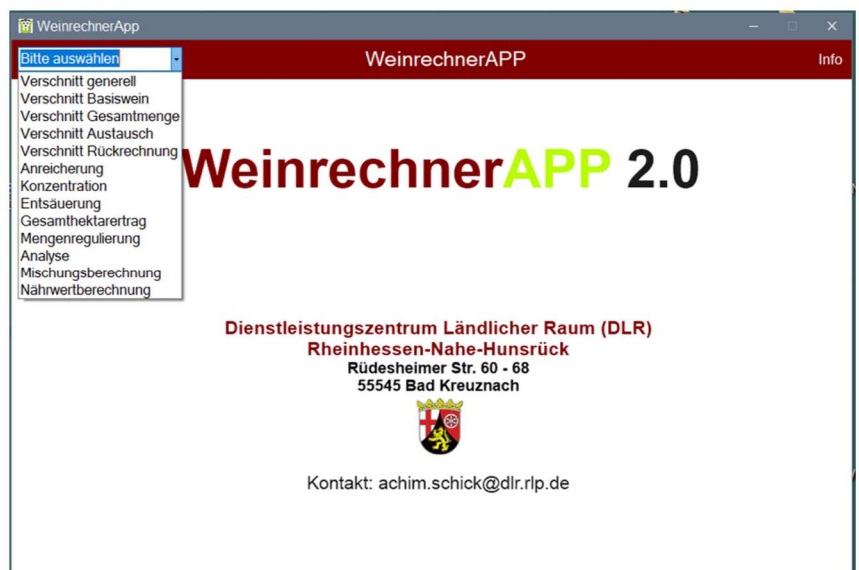 WeinrechnerApp
Bitte auswählen
WeinrechnerAPP
Info
Verschnitt generell
Verschnitt Basiswein
Verschnitt Gesamtmenge
Verschnitt Austausch
Verschnitt Rückrechnung
Anreicherung
Konzentration
Entsäuerung
Gesamthektarertrag
Mengenregulierung
Analyse
Mischungsberechnung
Nährwertberechnung
WeinrechnerAPP 2.0
Dienstleistungszentrum Ländlicher Raum (DLR)
Rheinhessen-Nahe-Hunsrück
Rüdesheimer Str. 60 - 68
55545 Bad Kreuznach
Kontakt: achim.schick@dlr.rlp.de